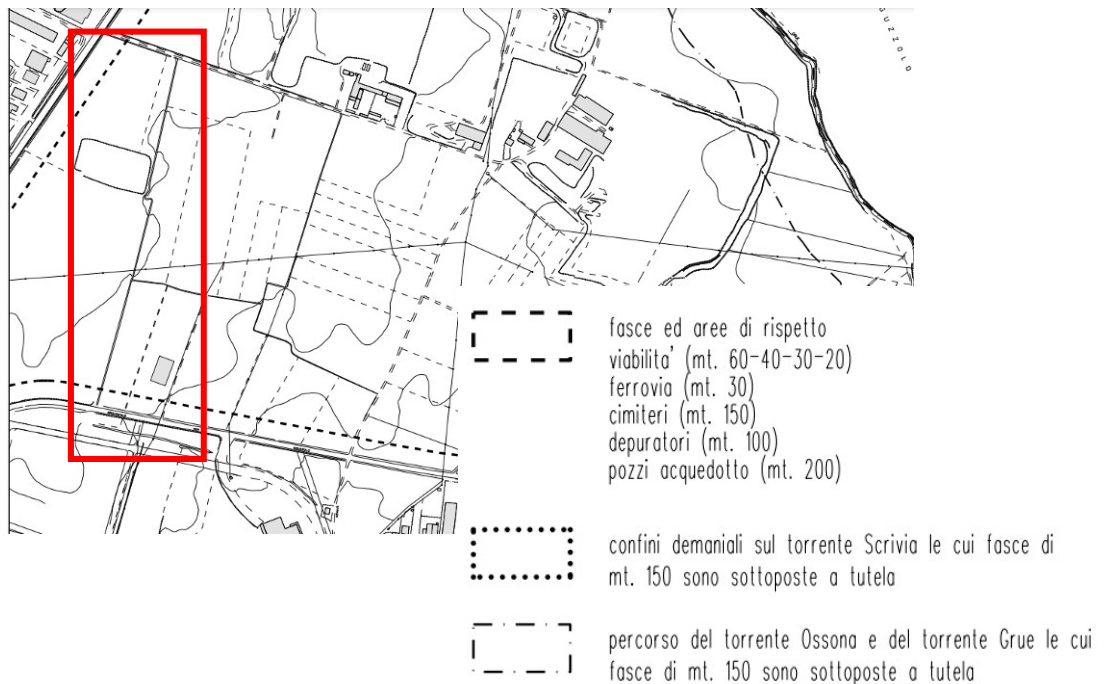 GUZZOLO
fasce ed aree di rispetto
viabilita' (mt. 60-40-30-20)
ferrovia (mt. 30)
cimiteri (mt. 150)
depuratori (mt. 100)
pozzi acquedotto (mt. 200)
confini demaniali sul torrente Scrivia le cui fasce di
mt. 150 sono sottoposte a tutela
percorso del torrente Ossona e del torrente Grue le cui
fasce di mt. 150 sono sottoposte a tutela